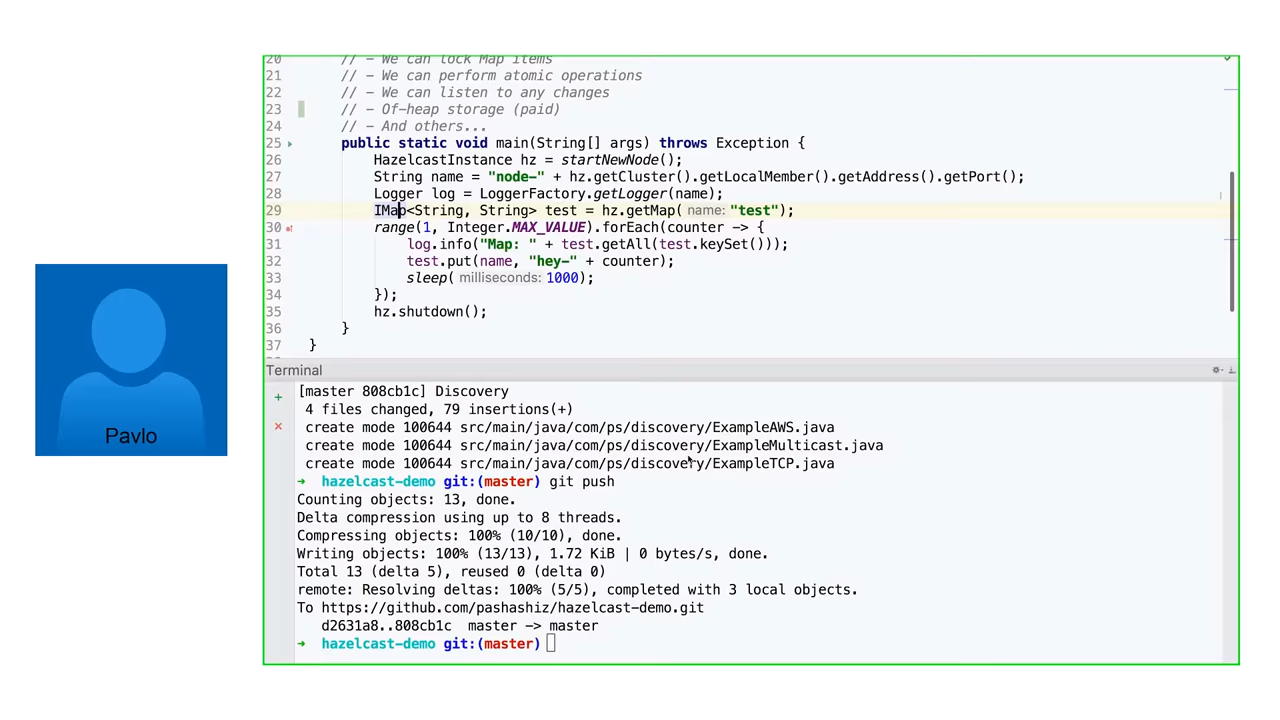 20 // - We can lock Map items
21 // - We can perform atomic operations
22 // - We can listen to any changes
23 // - Of-heap storage (paid)
24 // - And others...
25 public static void main(String[] args) throws Exception {
26 HazelcastInstance hz = startNewNode();
27 String name = "node-" + hz.getCluster().getLocalMember().getAddress().getPort();
28 Logger log = LoggerFactory.getLogger(name);
29 IMap<String, String> test = hz.getMap( name: "test");
30 range(1, Integer.MAX_VALUE).forEach(counter -> {
31 log.info("Map: " + test.getAll(test.keySet()));
32 test.put(name, "hey-" + counter);
33 sleep( milliseconds: 1000);
34 });
35 hz.shutdown();
36 }
37 }
Terminal
[master 808cb1c] Discovery
4 files changed, 79 insertions(+)
create mode 100644 src/main/java/com/ps/discovery/ExampleAWS.java
create mode 100644 src/main/java/com/ps/discovery/ExampleMulticast.java
create mode 100644 src/main/java/com/ps/discovery/ExampleTCP.java
→ hazelcast-demo git:(master) git push
Counting objects: 13, done.
Delta compression using up to 8 threads.
Compressing objects: 100% (10/10), done.
Writing objects: 100% (13/13), 1.72 KiB | 0 bytes/s, done.
Total 13 (delta 5), reused 0 (delta 0)
remote: Resolving deltas: 100% (5/5), completed with 3 local objects.
To https://github.com/pashashiz/hazelcast-demo.git
d2631a8..808cb1c master -> master
→ hazelcast-demo git:(master)
Pavlo